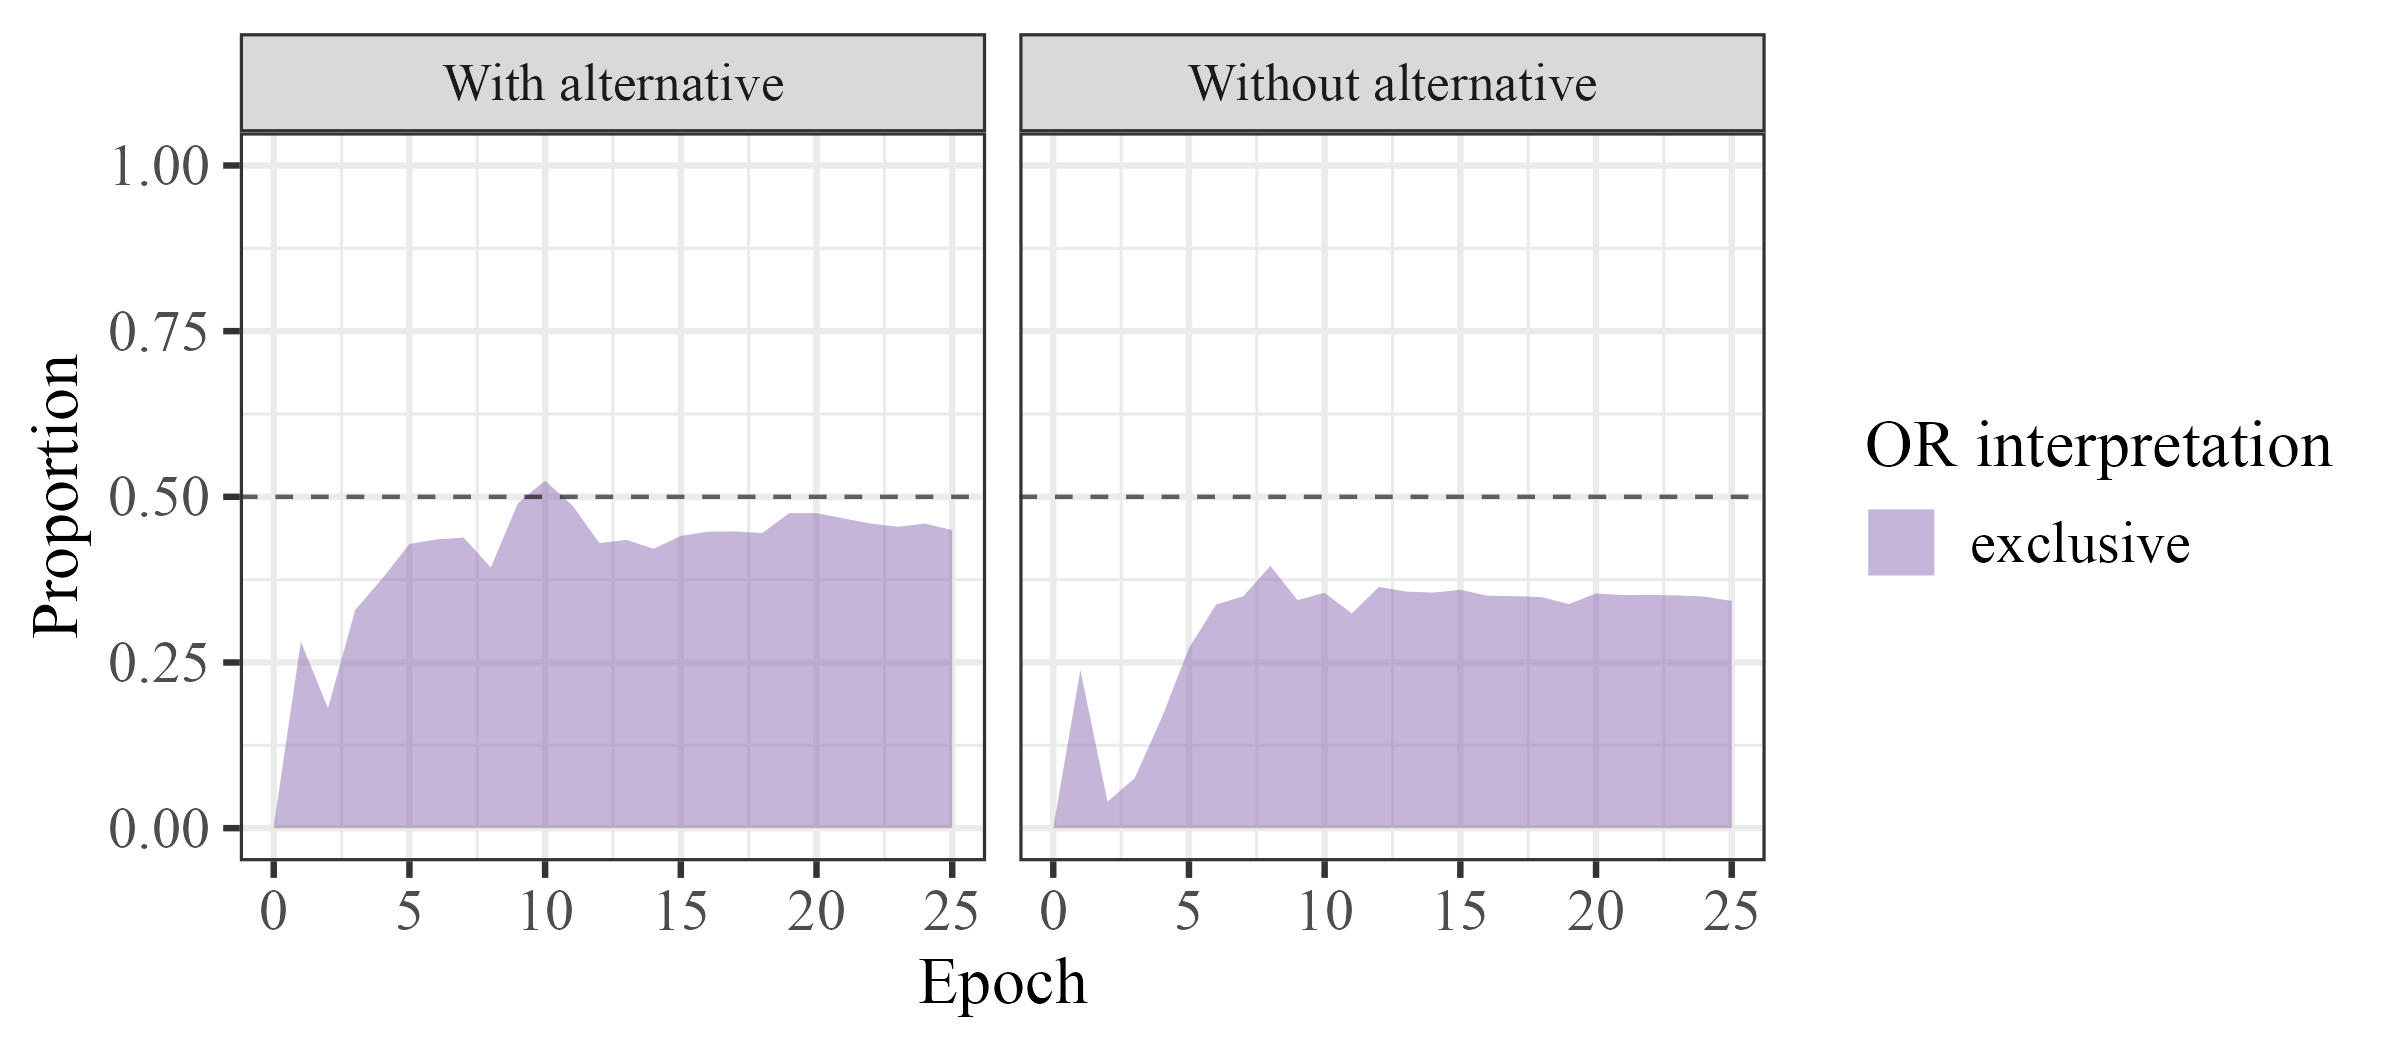 With alternative
Without alternative
1.00
0.75
0.50
0.25
0.00
Proportion
0 5 10 15 20 25
0 5 10 15 20 25
Epoch
OR interpretation
exclusive